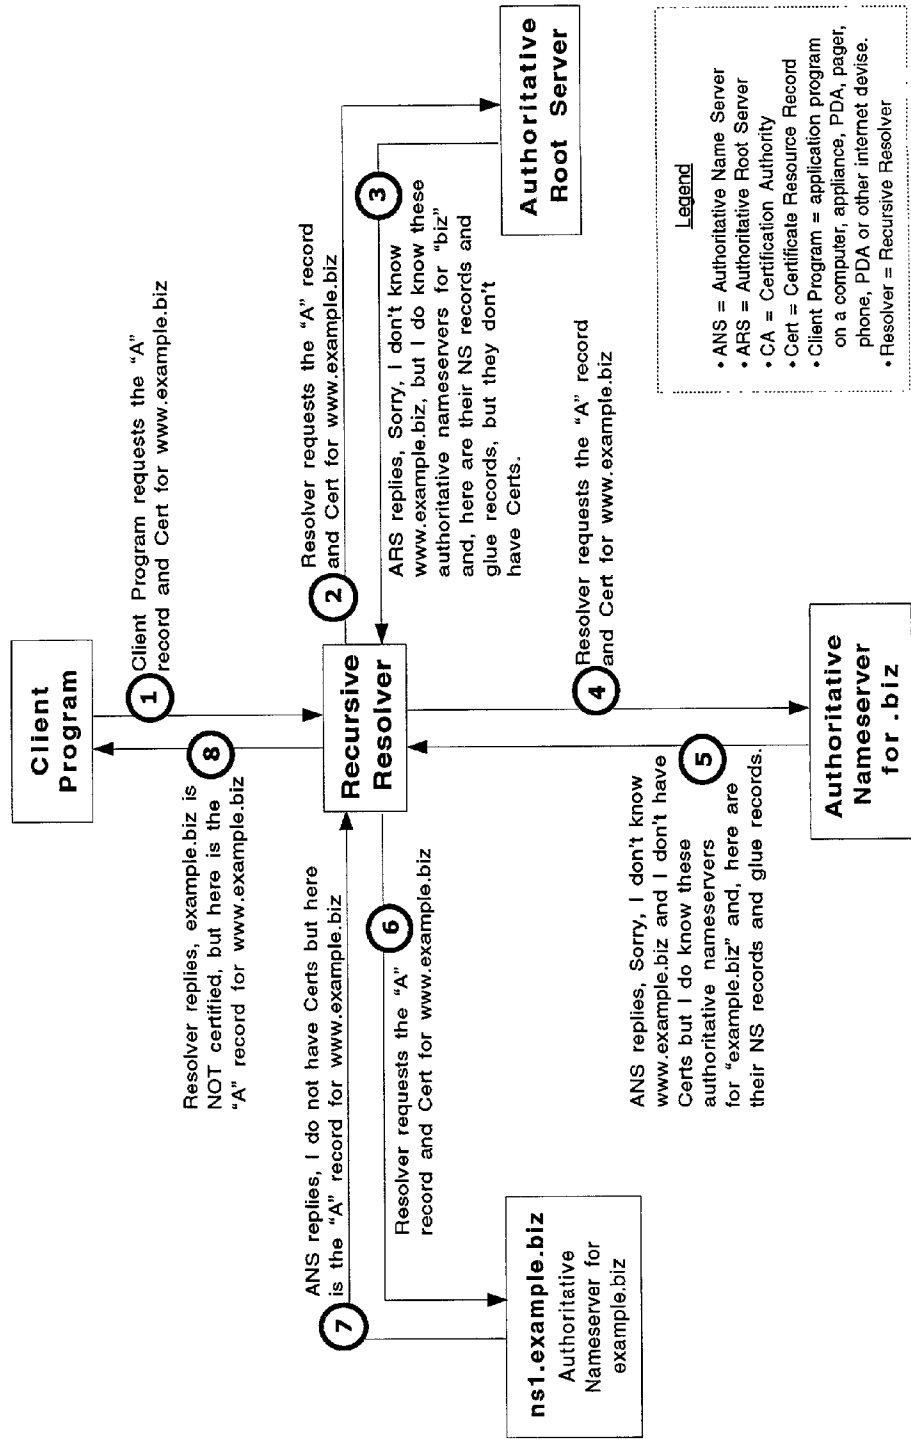 Client
Program
1
Client Program requests the “A”
record and Cert for www.example.biz
8
Resolver replies, example.biz is
NOT certified, but here is the
“A” record for www.example.biz
Recursive
Resolver
2
Resolver requests the “A” record
and Cert for www.example.biz
3
ARS replies, Sorry, I don't know
www.example.biz, but I do know these
authoritative nameservers for “biz”
and, here are their NS records and
glue records, but they don't
have Certs.
Authoritative
Root Server
4
Resolver requests the “A” record
and Cert for www.example.biz
5
ANS replies, Sorry, I don't know
www.example.biz and I don't have
Certs but I do know these
authoritative nameservers
for “example.biz” and, here are
their NS records and glue records.
Authoritative
Nameserver
for .biz
6
Resolver requests the “A”
record and Cert for www.example.biz
7
ANS replies, I do not have Certs but here
is the “A” record for www.example.biz
ns1.example.biz
Authoritative
Nameserver for
example.biz
Legend
• ANS = Authoritative Name Server
• ARS = Authoritative Root Server
• CA = Certification Authority
• Cert = Certificate Resource Record
• Client Program = application program
on a computer, appliance, PDA, pager,
phone, PDA or other internet devise.
• Resolver = Recursive Resolver